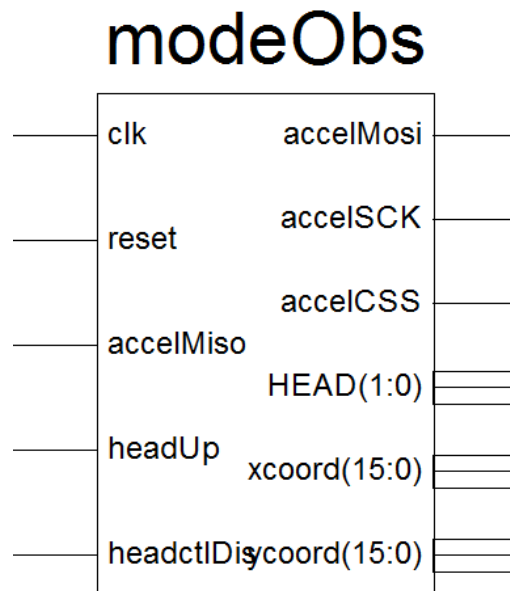 modeObs
clk
accelMosi
reset
accelSCK
accelMiso
accelCSS
HEAD(1:0)
headUp
xcoord(15:0)
headctlDis
ycoord(15:0)